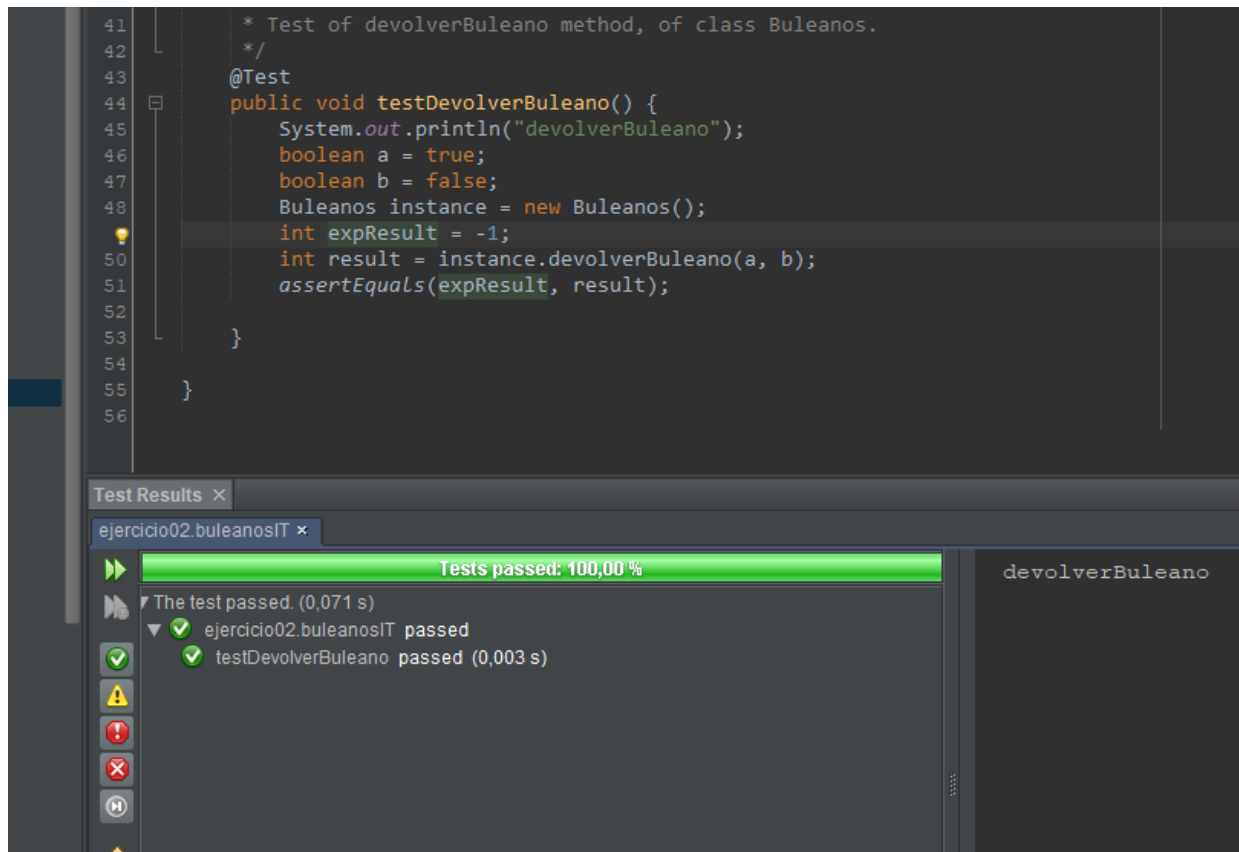 41 * Test of devolverBuleano method, of class Buleanos.
42 */
43 @Test
44 public void testDevolverBuleano() {
45 System.out.println("devolverBuleano");
46 boolean a = true;
47 boolean b = false;
48 Buleanos instance = new Buleanos();
int expResult = -1;
50 int result = instance.devolverBuleano(a, b);
51 assertEquals(expResult, result);
52
53 }
54
55 }
56
Test Results ×
ejercicio02.buleanosIT ×
Tests passed: 100,00 %
The test passed. (0,071 s)
ejercicio02.buleanosIT passed
testDevolverBuleano passed (0,003 s)
devolverBuleano